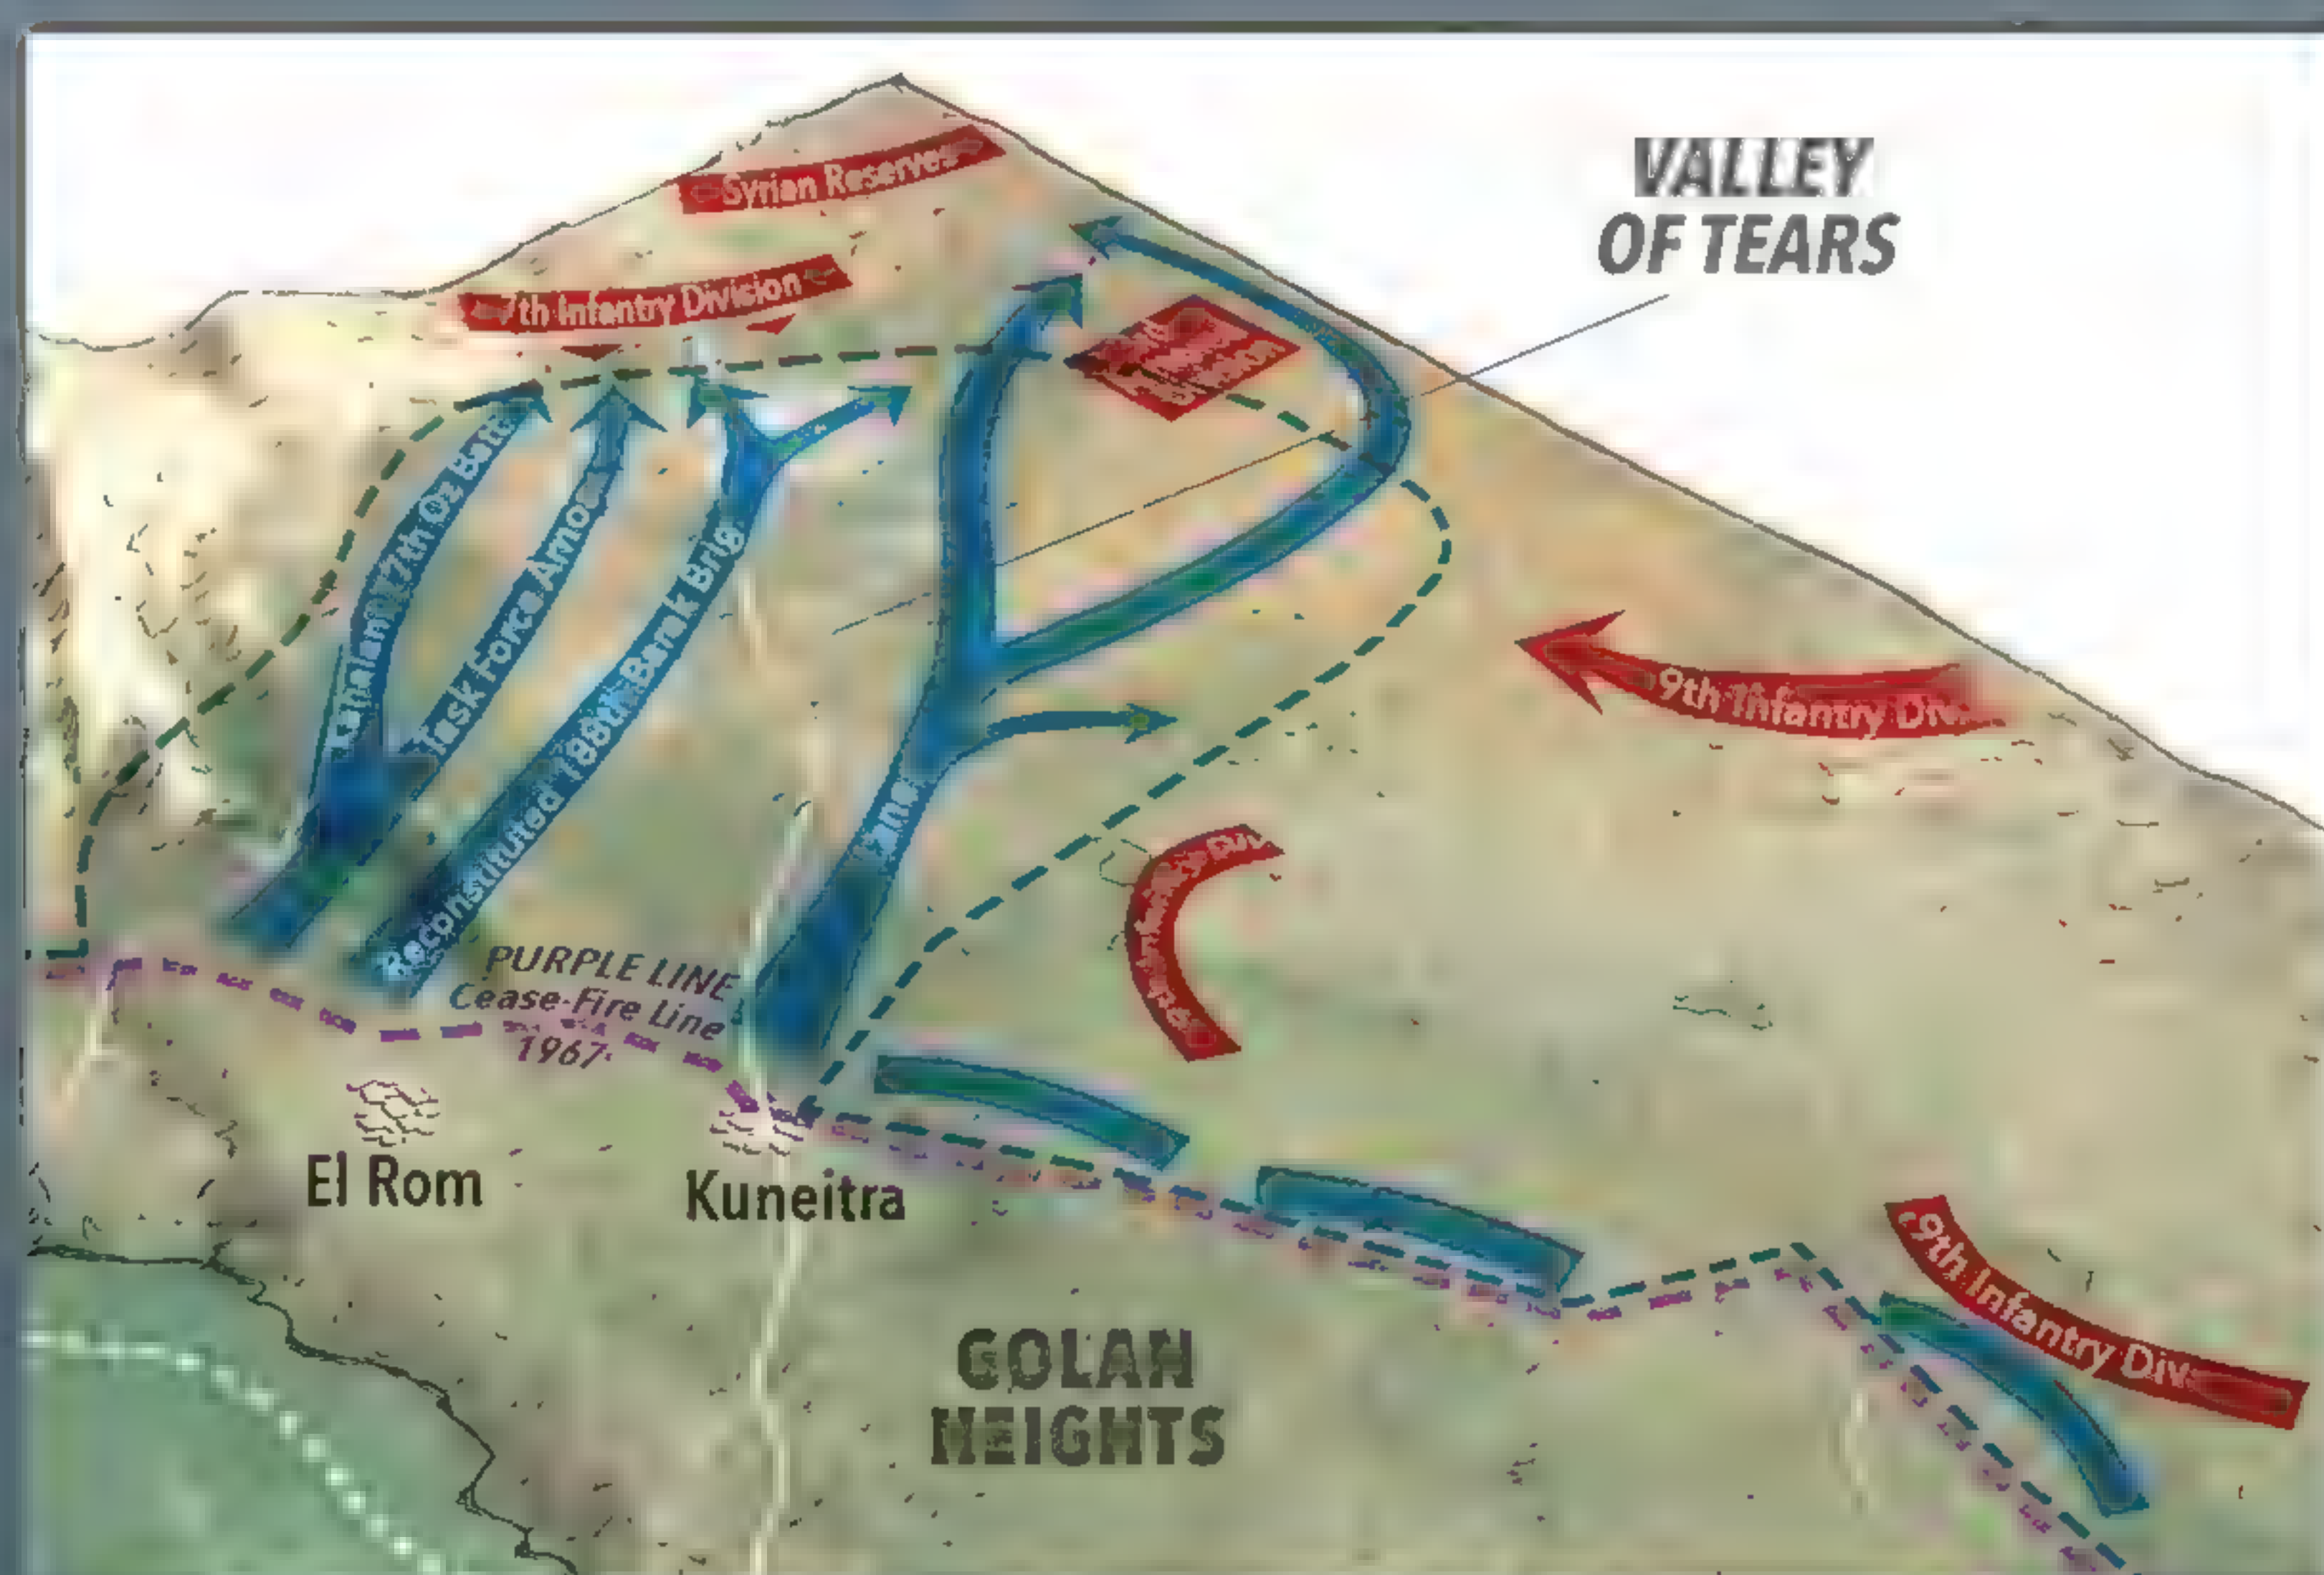 VALLEY
OF TEARS
Syrian Reserves
7th Infantry Division
7th Oz Batt.
Task Force Amos
Reconstituted 188th Barak Brig.
9th Infantry Div.
PURPLE LINE
Cease-Fire Line
1967
El Rom
Kuneitra
9th Infantry Div.
GOLAN
HEIGHTS